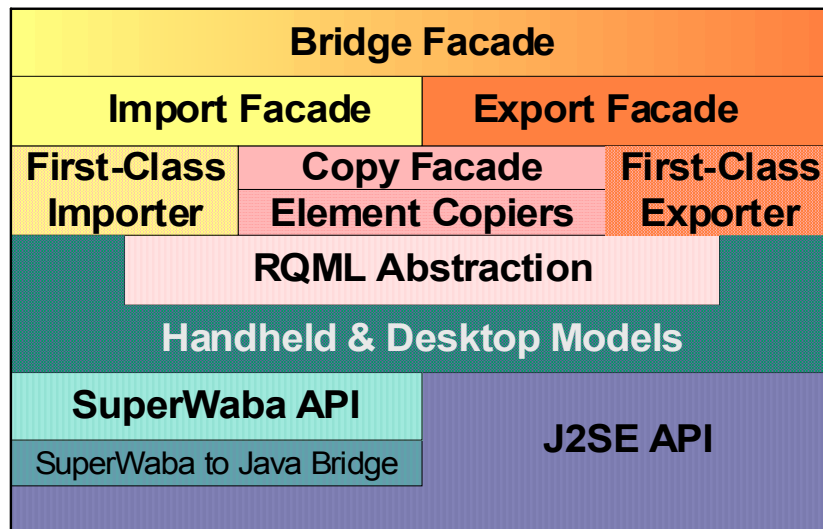 Bridge Facade
Import Facade
Export Facade
First-Class
Importer
Copy Facade
Element Copiers
First-Class
Exporter
RQML Abstraction
Handheld & Desktop Models
SuperWaba API
SuperWaba to Java Bridge
J2SE API